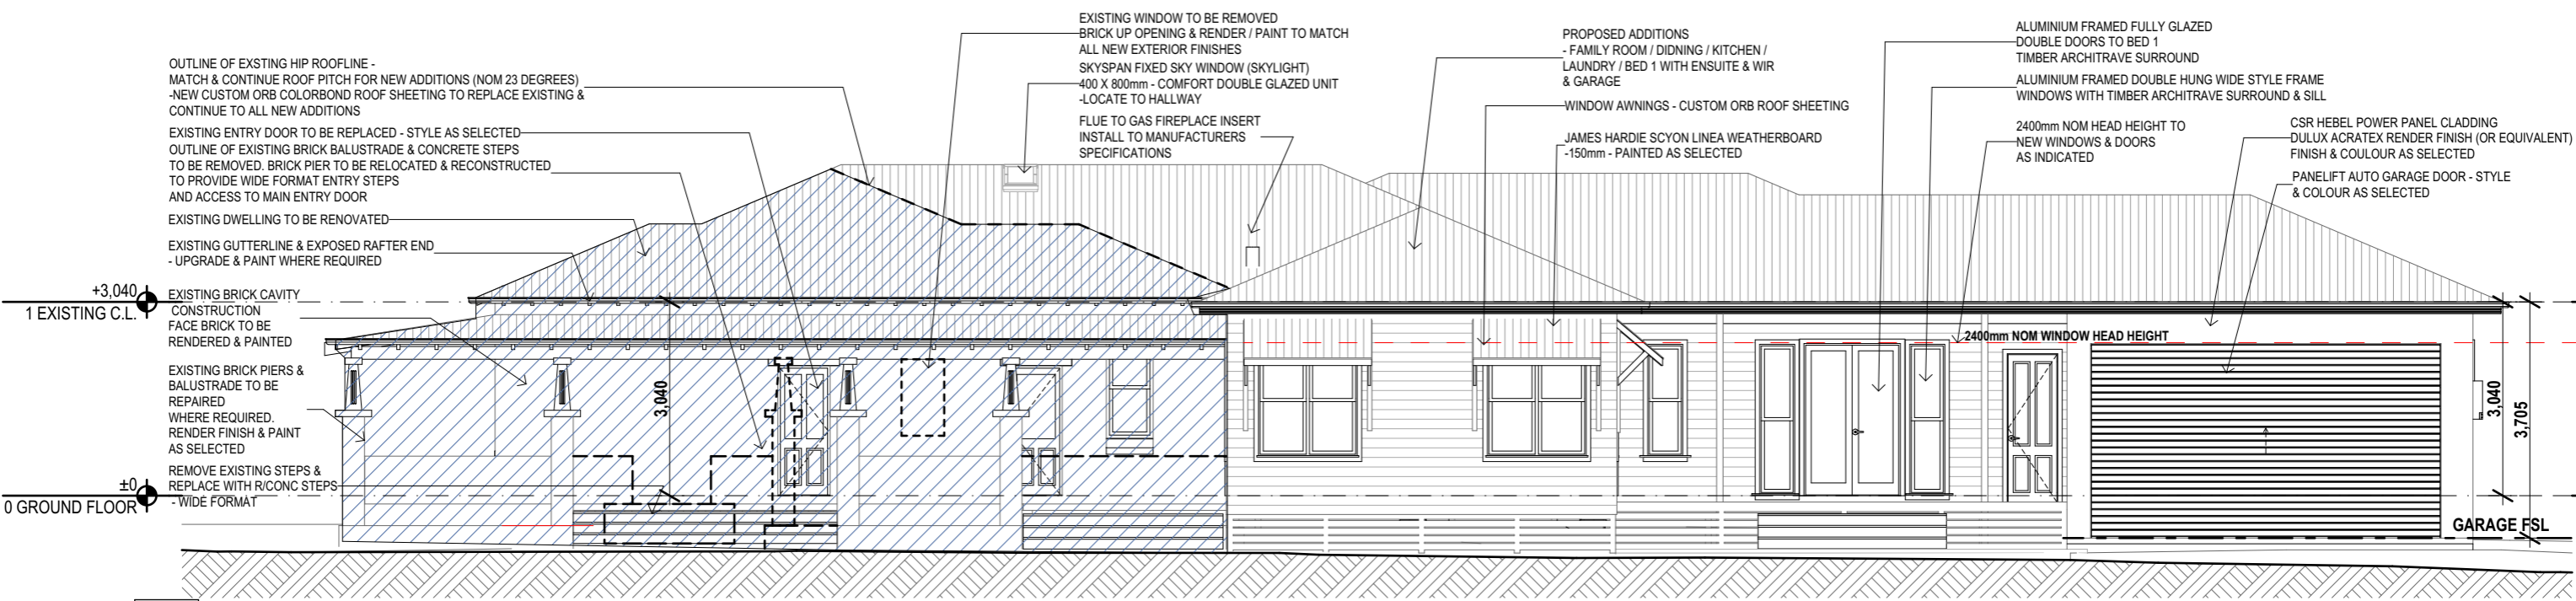 OUTLINE OF EXSTING HIP ROOFLINE -
MATCH & CONTINUE ROOF PITCH FOR NEW ADDITIONS (NOM 23 DEGREES)
-NEW CUSTOM ORB COLORBOND ROOF SHEETING TO REPLACE EXISTING &
CONTINUE TO ALL NEW ADDITIONS
EXISTING ENTRY DOOR TO BE REPLACED - STYLE AS SELECTED
OUTLINE OF EXISTING BRICK BALUSTRADE & CONCRETE STEPS
TO BE REMOVED. BRICK PIER TO BE RELOCATED & RECONSTRUCTED
TO PROVIDE WIDE FORMAT ENTRY STEPS
AND ACCESS TO MAIN ENTRY DOOR
EXISTING DWELLING TO BE RENOVATED
EXISTING GUTTERLINE & EXPOSED RAFTER END
- UPGRADE & PAINT WHERE REQUIRED
+3,040
1 EXISTING C.L.
EXISTING BRICK CAVITY
CONSTRUCTION
FACE BRICK TO BE
RENDERED & PAINTED
EXISTING BRICK PIERS &
BALUSTRADE TO BE
REPAIRED
WHERE REQUIRED.
RENDER FINISH & PAINT
AS SELECTED
REMOVE EXISTING STEPS &
REPLACE WITH R/CONC STEPS
- WIDE FORMAT
±0
0 GROUND FLOOR
3,040
EXISTING WINDOW TO BE REMOVED
BRICK UP OPENING & RENDER / PAINT TO MATCH
ALL NEW EXTERIOR FINISHES
SKYSPAN FIXED SKY WINDOW (SKYLIGHT)
400 X 800mm - COMFORT DOUBLE GLAZED UNIT
-LOCATE TO HALLWAY
FLUE TO GAS FIREPLACE INSERT
INSTALL TO MANUFACTURERS
SPECIFICATIONS
PROPOSED ADDITIONS
- FAMILY ROOM / DIDNING / KITCHEN /
LAUNDRY / BED 1 WITH ENSUITE & WIR
& GARAGE
WINDOW AWNINGS - CUSTOM ORB ROOF SHEETING
JAMES HARDIE SCYON LINEA WEATHERBOARD
-150mm - PAINTED AS SELECTED
ALUMINIUM FRAMED FULLY GLAZED
DOUBLE DOORS TO BED 1
TIMBER ARCHITRAVE SURROUND
ALUMINIUM FRAMED DOUBLE HUNG WIDE STYLE FRAME
WINDOWS WITH TIMBER ARCHITRAVE SURROUND & SILL
2400mm NOM HEAD HEIGHT TO
NEW WINDOWS & DOORS
AS INDICATED
CSR HEBEL POWER PANEL CLADDING
DULUX ACRATEX RENDER FINISH (OR EQUIVALENT)
FINISH & COULOUR AS SELECTED
PANELIFT AUTO GARAGE DOOR - STYLE
& COLOUR AS SELECTED
2400mm NOM WINDOW HEAD HEIGHT
3,040
3,705
GARAGE FSL